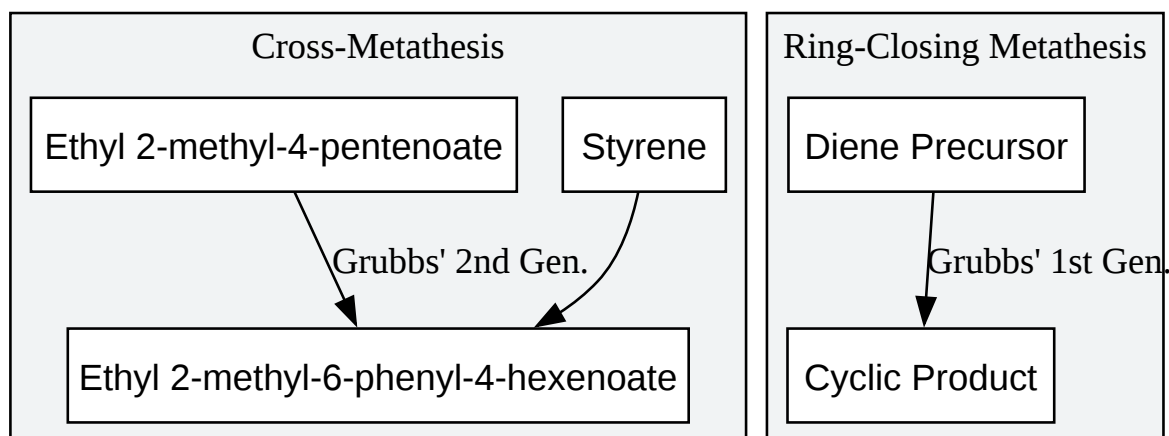 Cross-Metathesis
Ethyl 2-methyl-4-pentenoate
Styrene
Grubbs' 2nd Gen.
Ethyl 2-methyl-6-phenyl-4-hexenoate
Ring-Closing Metathesis
Diene Precursor
Grubbs' 1st Gen.
Cyclic Product